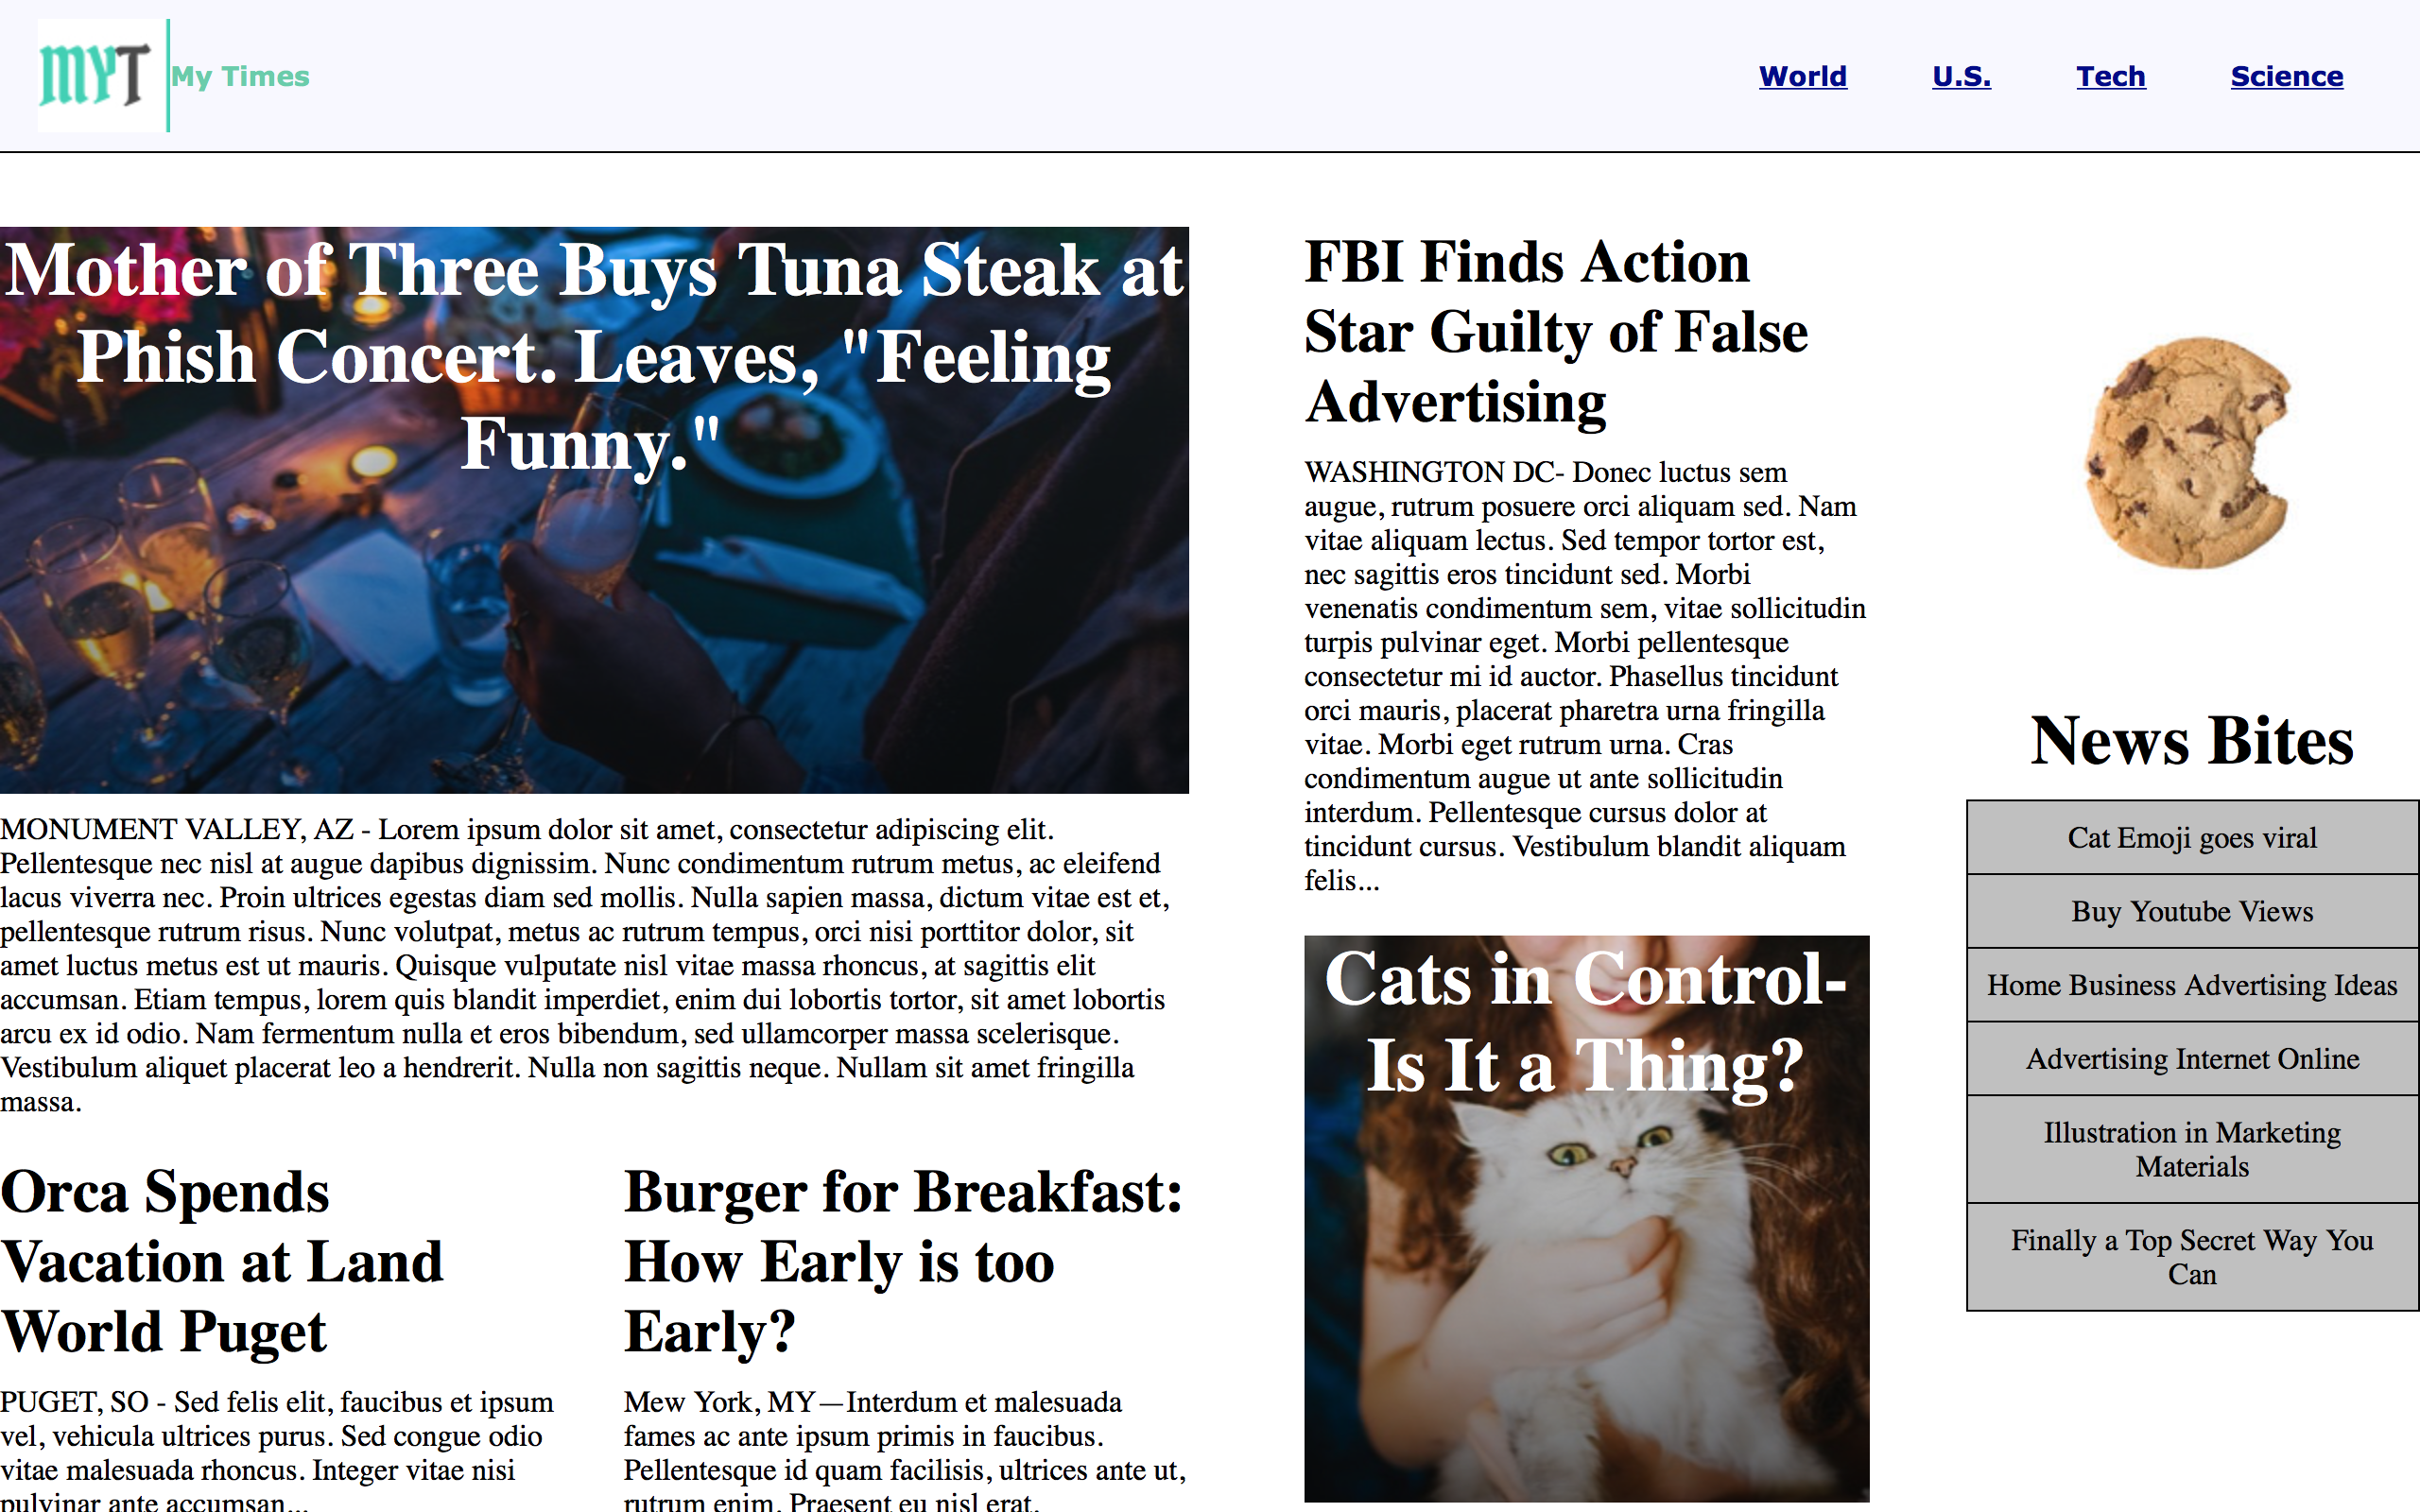 MYT
My Times
World
U.S.
Tech
Science
Mother of Three Buys Tuna Steak at
Phish Concert. Leaves, "Feeling
Funny."
MONUMENT VALLEY, AZ - Lorem ipsum dolor sit amet, consectetur adipiscing elit.
Pellentesque nec nisl at augue dapibus dignissim. Nunc condimentum rutrum metus, ac eleifend
lacus viverra nec. Proin ultrices egestas diam sed mollis. Nulla sapien massa, dictum vitae est et,
pellentesque rutrum risus. Nunc volutpat, metus ac rutrum tempus, orci nisi porttitor dolor, sit
amet luctus metus est ut mauris. Quisque vulputate nisl vitae massa rhoncus, at sagittis elit
accumsan. Etiam tempus, lorem quis blandit imperdiet, enim dui lobortis tortor, sit amet lobortis
arcu ex id odio. Nam fermentum nulla et eros bibendum, sed ullamcorper massa scelerisque.
Vestibulum aliquet placerat leo a hendrerit. Nulla non sagittis neque. Nullam sit amet fringilla
massa.
Orca Spends
Vacation at Land
World Puget
PUGET, SO - Sed felis elit, faucibus et ipsum
vel, vehicula ultrices purus. Sed congue odio
vitae malesuada rhoncus. Integer vitae nisi
pulvinar ante accumsan...
Burger for Breakfast:
How Early is too
Early?
Mew York, MY—Interdum et malesuada
fames ac ante ipsum primis in faucibus.
Pellentesque id quam facilisis, ultrices ante ut,
rutrum enim. Praesent eu nisl erat.
FBI Finds Action
Star Guilty of False
Advertising
WASHINGTON DC- Donec luctus sem
augue, rutrum posuere orci aliquam sed. Nam
vitae aliquam lectus. Sed tempor tortor est,
nec sagittis eros tincidunt sed. Morbi
venenatis condimentum sem, vitae sollicitudin
turpis pulvinar eget. Morbi pellentesque
consectetur mi id auctor. Phasellus tincidunt
orci mauris, placerat pharetra urna fringilla
vitae. Morbi eget rutrum urna. Cras
condimentum augue ut ante sollicitudin
interdum. Pellentesque cursus dolor at
tincidunt cursus. Vestibulum blandit aliquam
felis...
Cats in Control-
Is It a Thing?
News Bites
Cat Emoji goes viral
Buy Youtube Views
Home Business Advertising Ideas
Advertising Internet Online
Illustration in Marketing
Materials
Finally a Top Secret Way You
Can